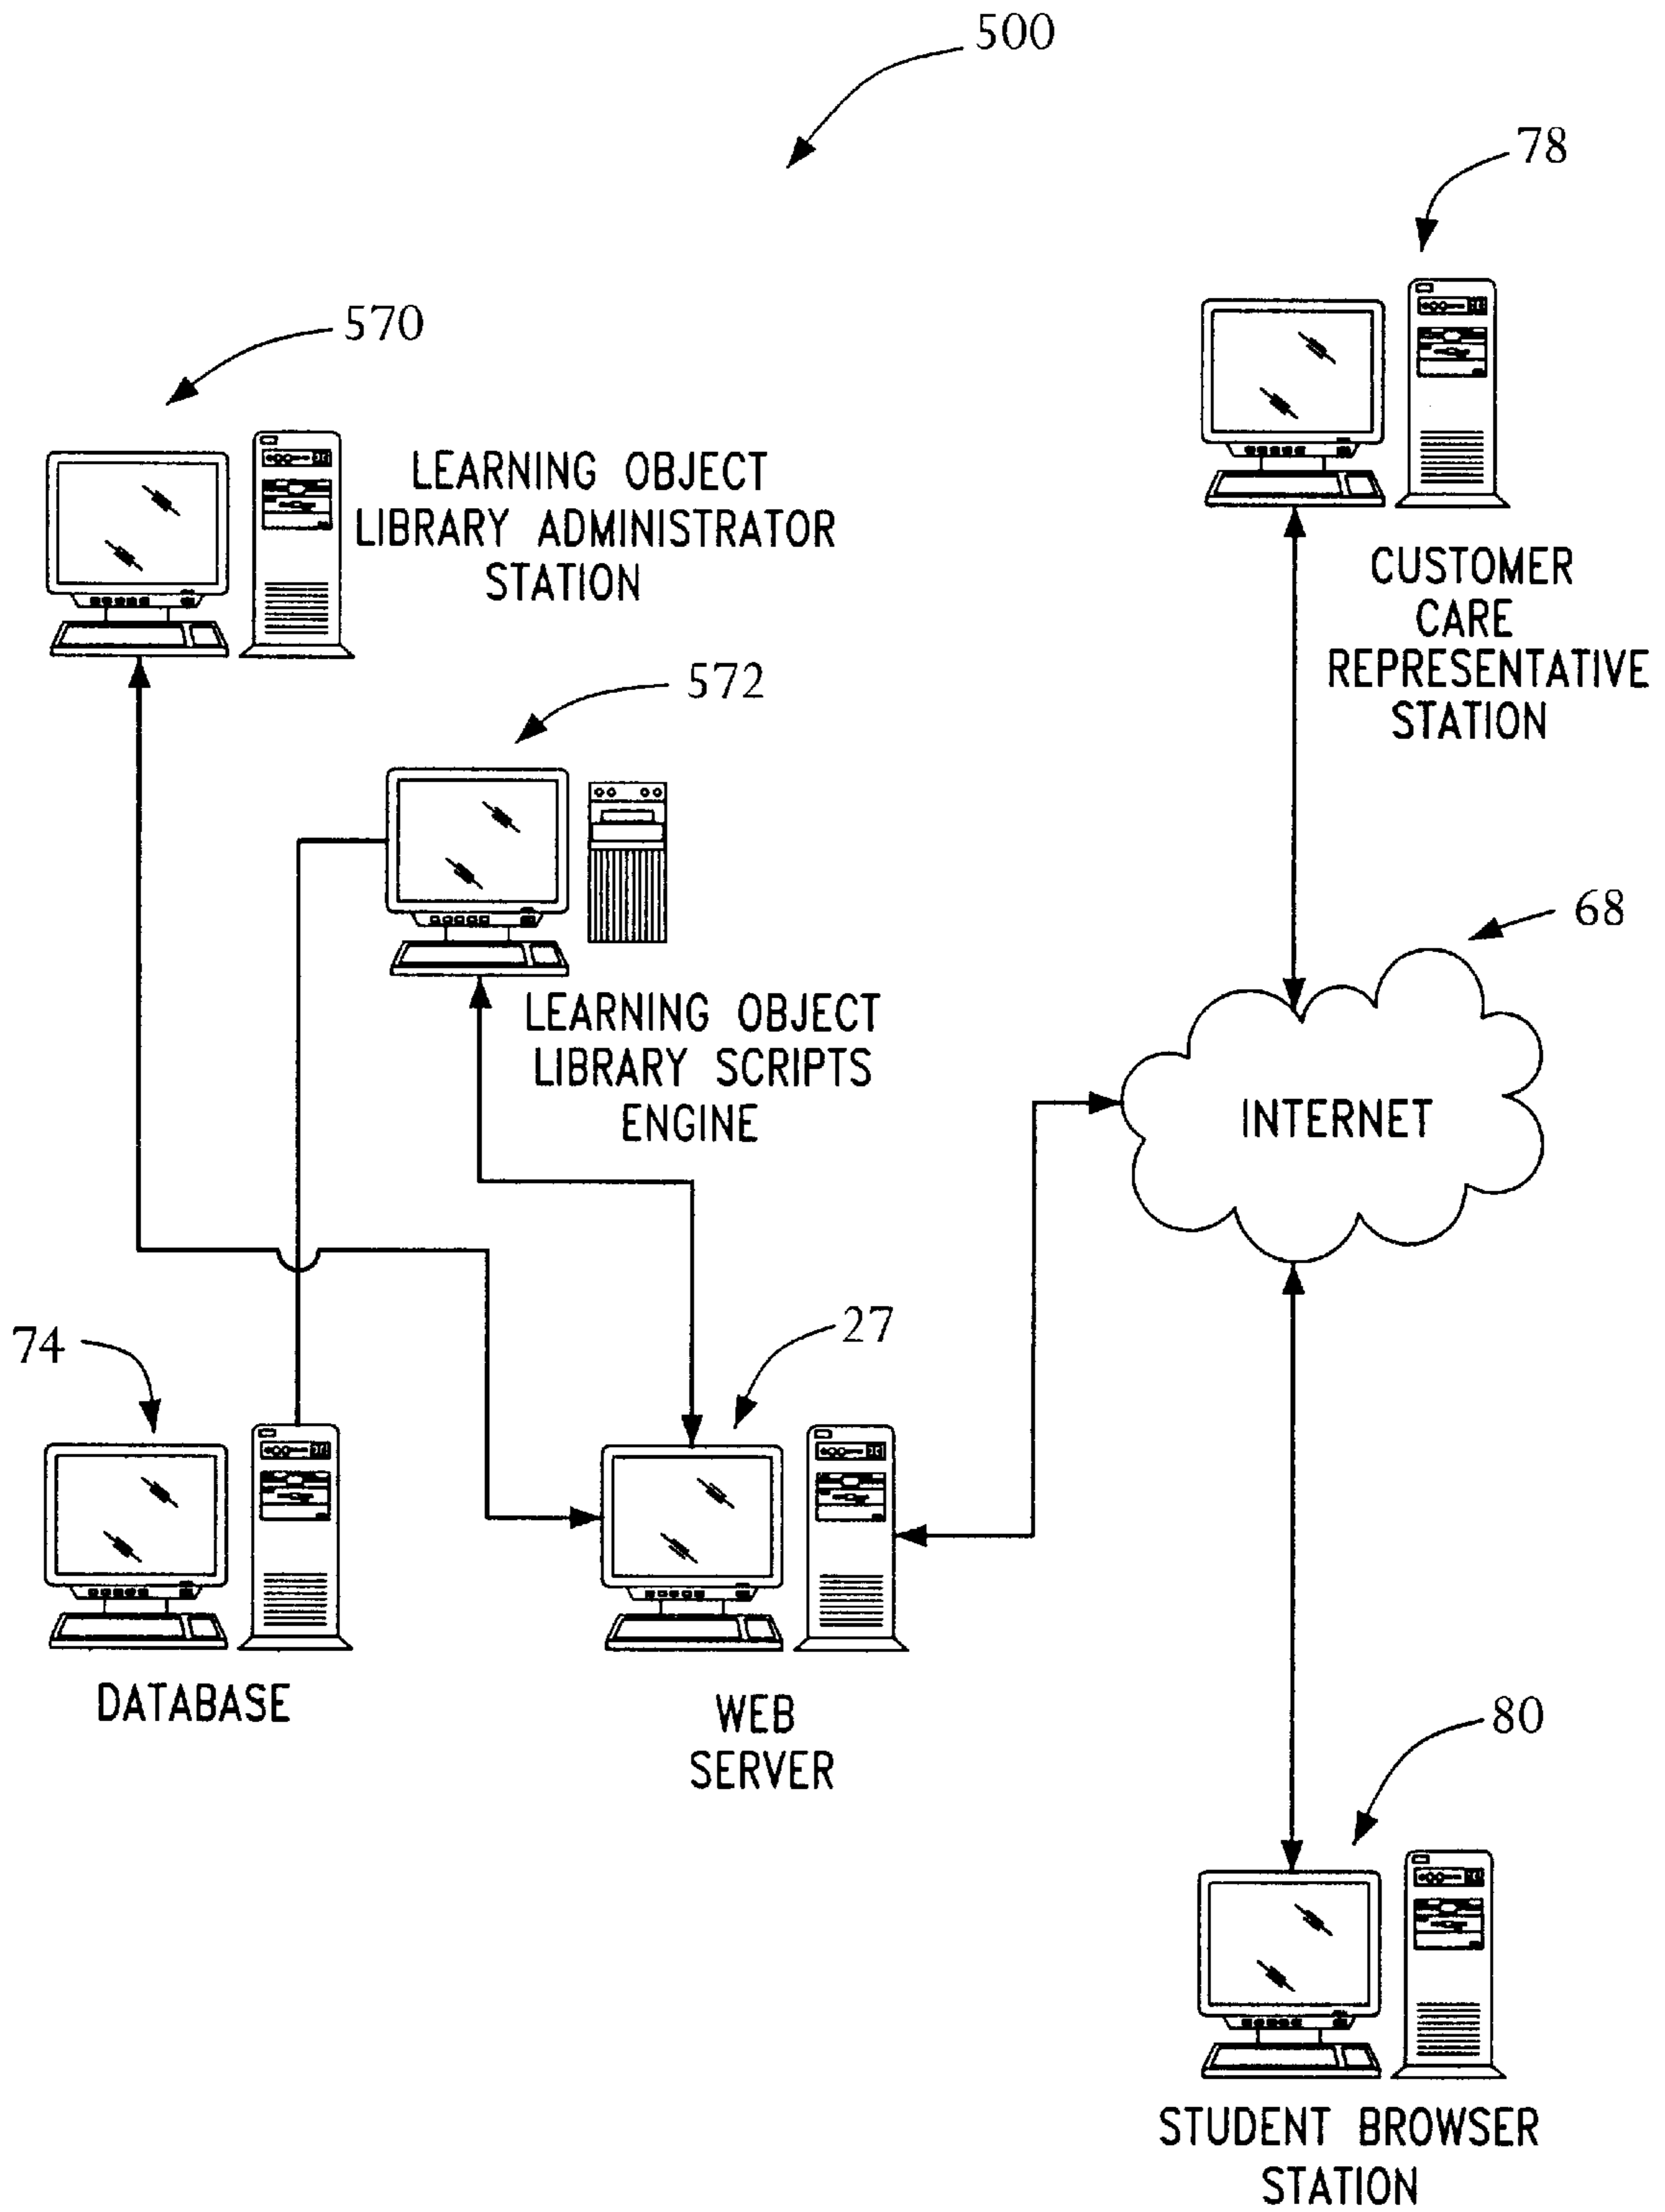 500
78
570
LEARNING OBJECT
LIBRARY ADMINISTRATOR
STATION
CUSTOMER
CARE
REPRESENTATIVE
STATION
572
68
LEARNING OBJECT
LIBRARY SCRIPTS
ENGINE
INTERNET
74
27
DATABASE
WEB
SERVER
80
STUDENT BROWSER
STATION